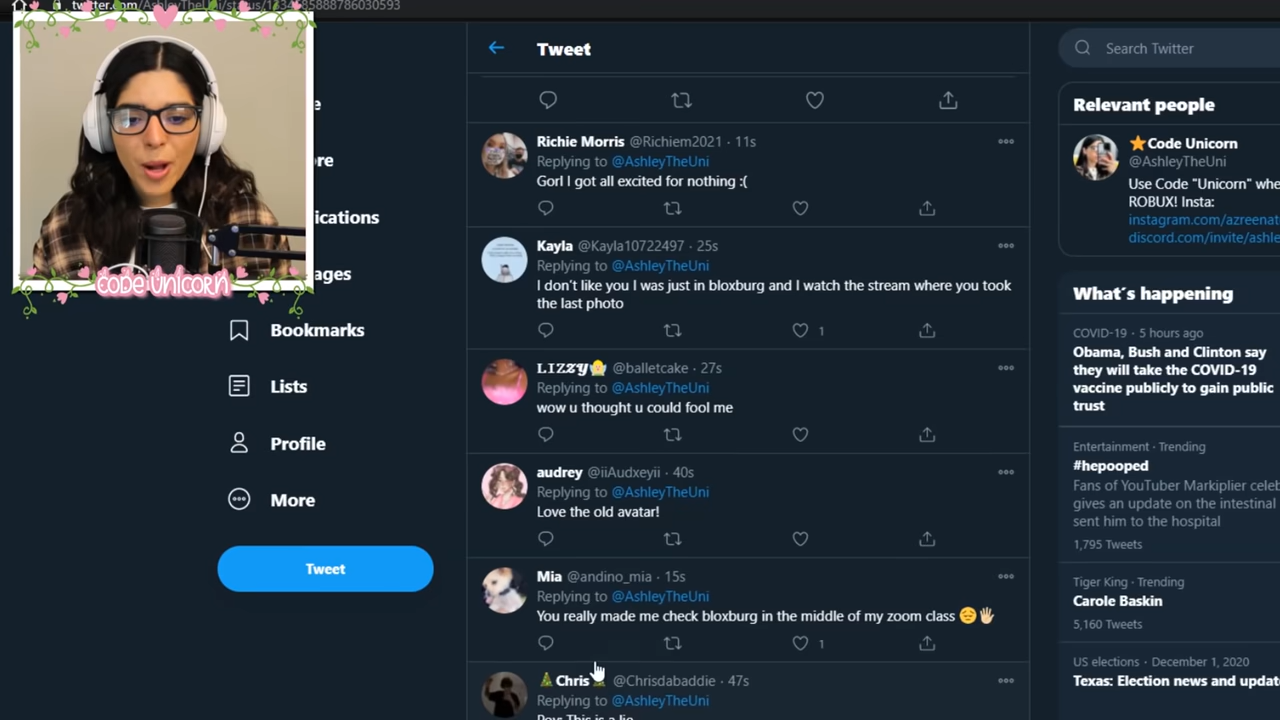 twitter.com/AshleyTheUni/status/
CODE UNICORN
Bookmarks
Lists
Profile
More
Tweet
Tweet
Richie Morris @Richiem2021 · 11s
Replying to @AshleyTheUni
Gorl I got all excited for nothing :(
Kayla @Kayla10722497 · 25s
Replying to @AshleyTheUni
I don't like you I was just in bloxburg and I watch the stream where you took
the last photo
1
LIZZY👷🏼‍♀️ @balletcake · 27s
Replying to @AshleyTheUni
wow u thought u could fool me
audrey @iiAudxeyii · 40s
Replying to @AshleyTheUni
Love the old avatar!
Mia @andino_mia · 15s
Replying to @AshleyTheUni
You really made me check bloxburg in the middle of my zoom class 😔🖐🏼
1
🎄Chris🎄 @Chrisdabaddie · 47s
Replying to @AshleyTheUni
This is a lie
Search Twitter
Relevant people
⭐Code Unicorn
@AshleyTheUni
Use Code "Unicorn"
ROBUX! Insta:
instagram.com/azreenat
discord.com/invite/ashle
What's happening
COVID-19 · 5 hours ago
Obama, Bush and Clinton say
they will take the COVID-19
vaccine publicly to gain public
trust
Entertainment · Trending
#hepooped
Fans of YouTuber Markiplier celeb
gives an update on the intestinal
sent him to the hospital
1,795 Tweets
Tiger King · Trending
Carole Baskin
5,160 Tweets
US elections · December 1, 2020
Texas: Election news and update